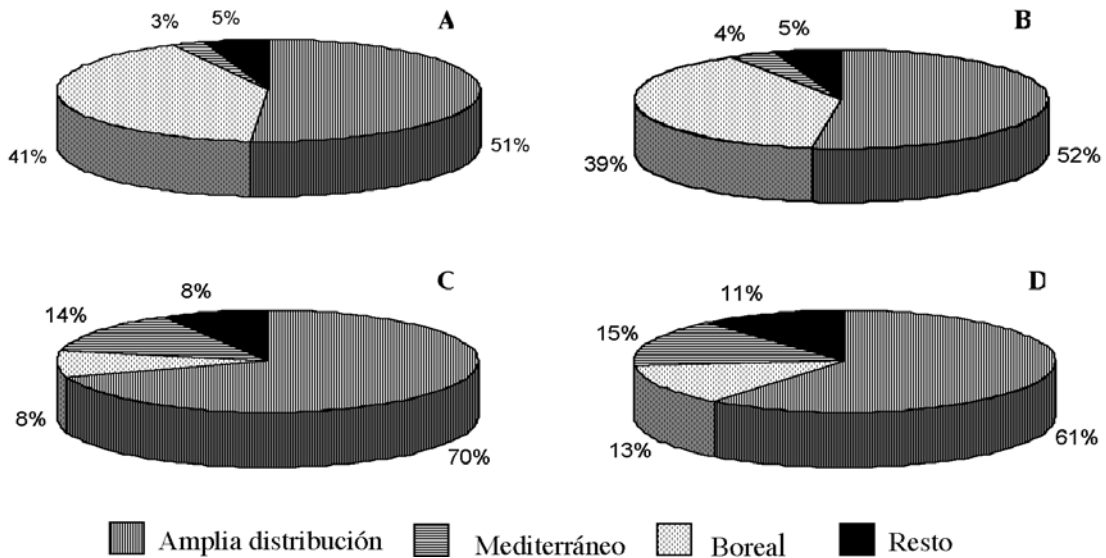 A
3%
5%
41%
51%
B
4%
5%
39%
52%
C
14%
8%
8%
70%
D
11%
15%
13%
61%
Amplia distribución
Mediterráneo
Boreal
Resto